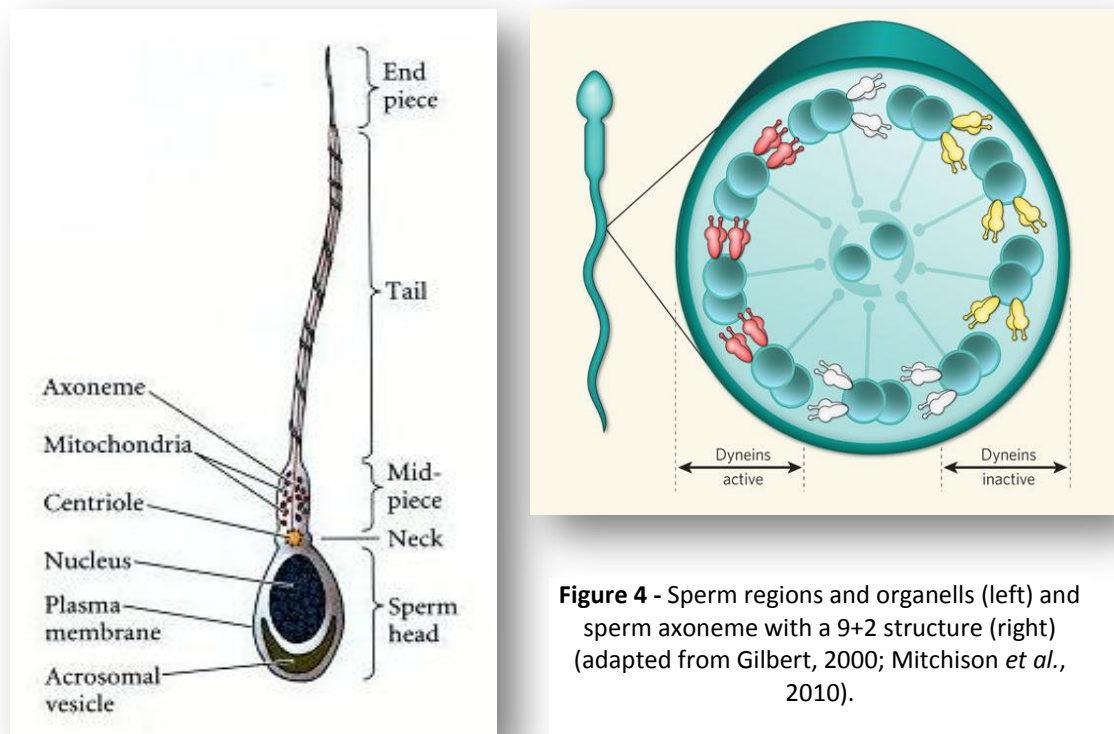 End
piece
Tail
Axoneme
Mitochondria
Mid-
piece
Centriole
Neck
Nucleus
Plasma
membrane
Sperm
head
Acrosomal
vesicle
Dyneins
active
Dyneins
inactive
Figure 4 - Sperm regions and organells (left) and
sperm axoneme with a 9+2 structure (right)
(adapted from Gilbert, 2000; Mitchison et al.,
2010).